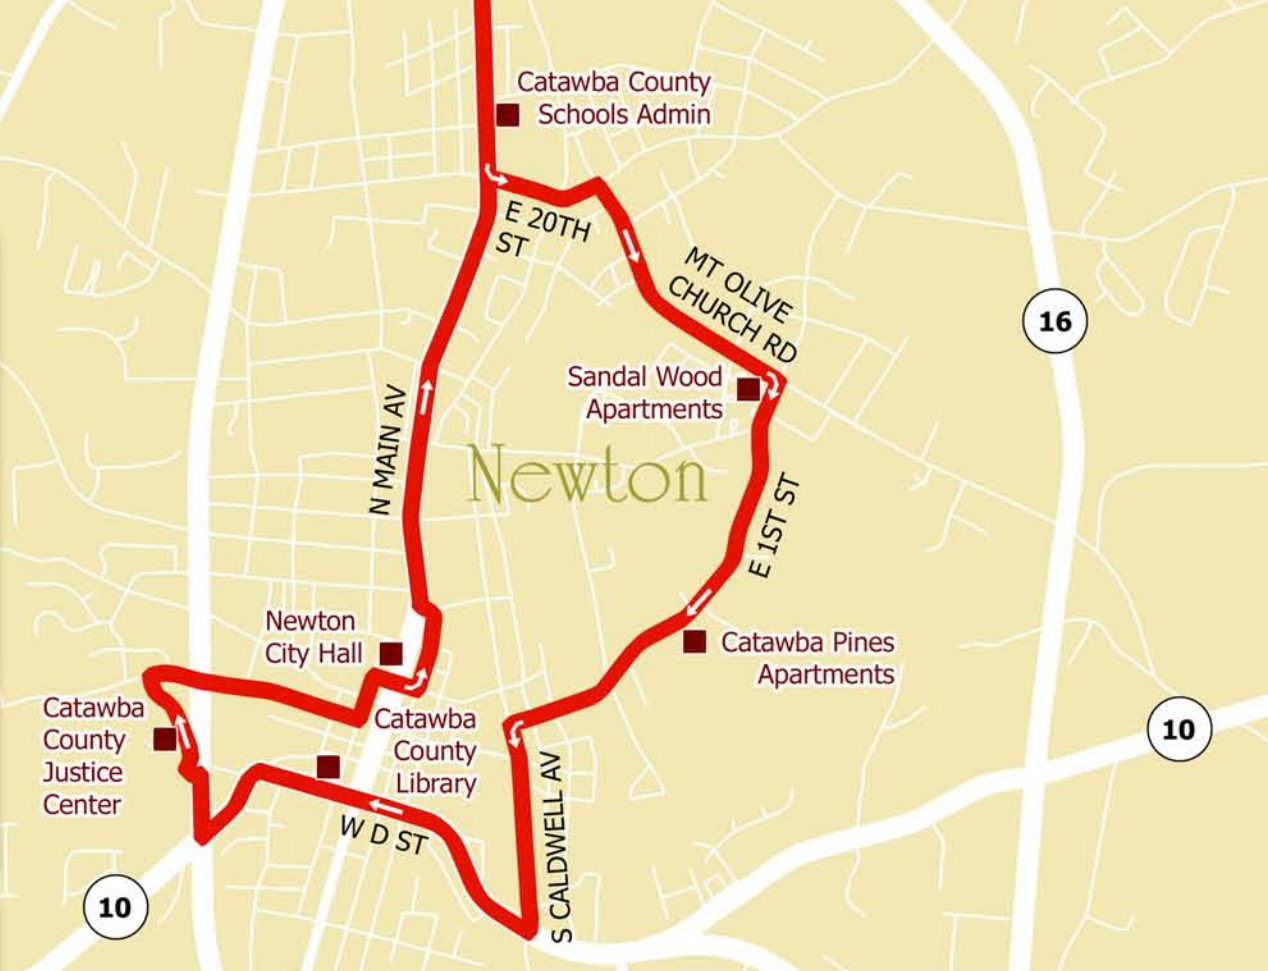 Catawba County
Schools Admin
E 20TH
ST
MT OLIVE
CHURCH RD
16
Sandal Wood
Apartments
N MAIN AV
Newton
E 1ST ST
Newton
City Hall
Catawba Pines
Apartments
Catawba
County
Justice
Center
Catawba
County
Library
10
S CALDWELL AV
W D ST
10